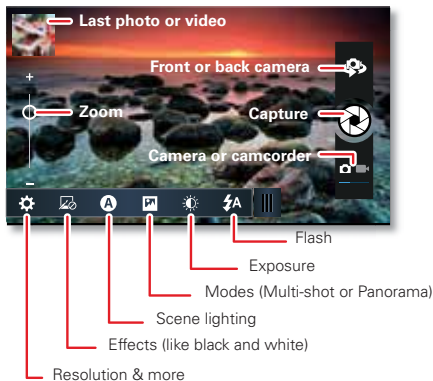 Last photo or video
Front or back camera
+
Zoom
Capture
Camera or camcorder
–
A
A
Flash
Exposure
Modes (Multi-shot or Panorama)
Scene lighting
Effects (like black and white)
Resolution & more